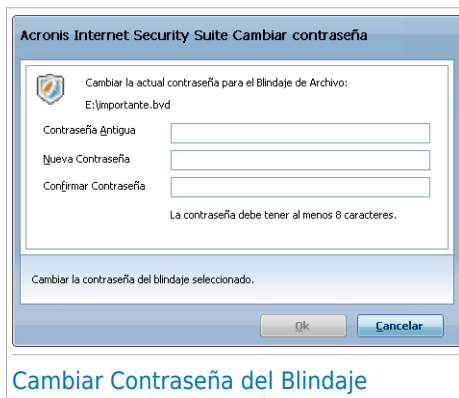 Acronis Internet Security Suite Cambiar contraseña
Cambiar la actual contraseña para el Blindaje de Archivo:
E:\importante.bvd
Contraseña Antigua
Nueva Contraseña
Confirmar Contraseña
La contraseña debe tener al menos 8 caracteres.
Cambiar la contraseña del blindaje seleccionado.
Ok
Cancelar
Cambiar Contraseña del Blindaje